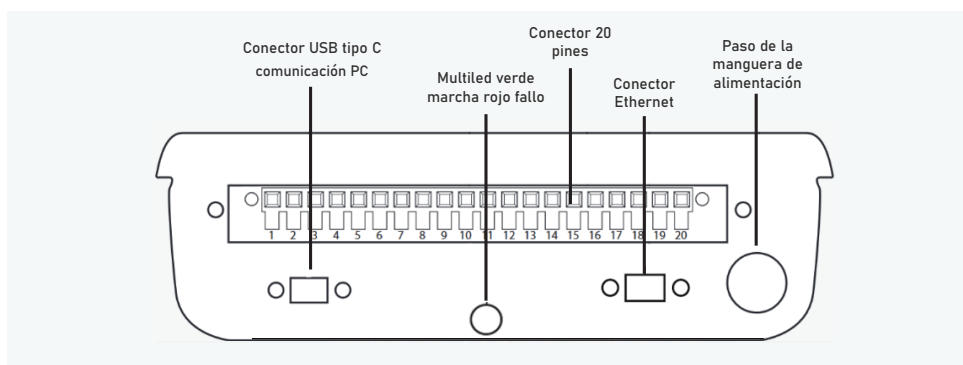 Conector USB tipo C
comunicación PC
Multiled verde
marcha rojo fallo
Conector 20
pines
Conector
Ethernet
Paso de la
manguera de
alimentación
1 2 3 4 5 6 7 8 9 10 11 12 13 14 15 16 17 18 19 20